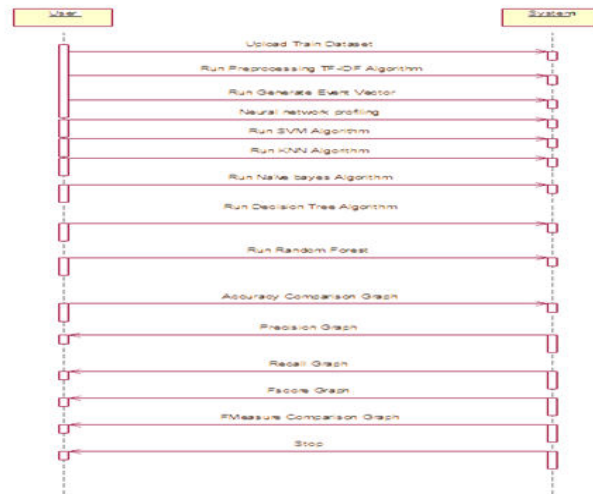 User
System
Upload Train Dataset
Run Preprocessing TF-IDF Algorithm
Run Generate Event Vector
Neural network profiling
Run SVM Algorithm
Run KNN Algorithm
Run Naive bayes Algorithm
Run Decision Tree Algorithm
Run Random Forest
Accuracy Comparison Graph
Precision Graph
Recall Graph
Fscore Graph
FMeasure Comparison Graph
Stop